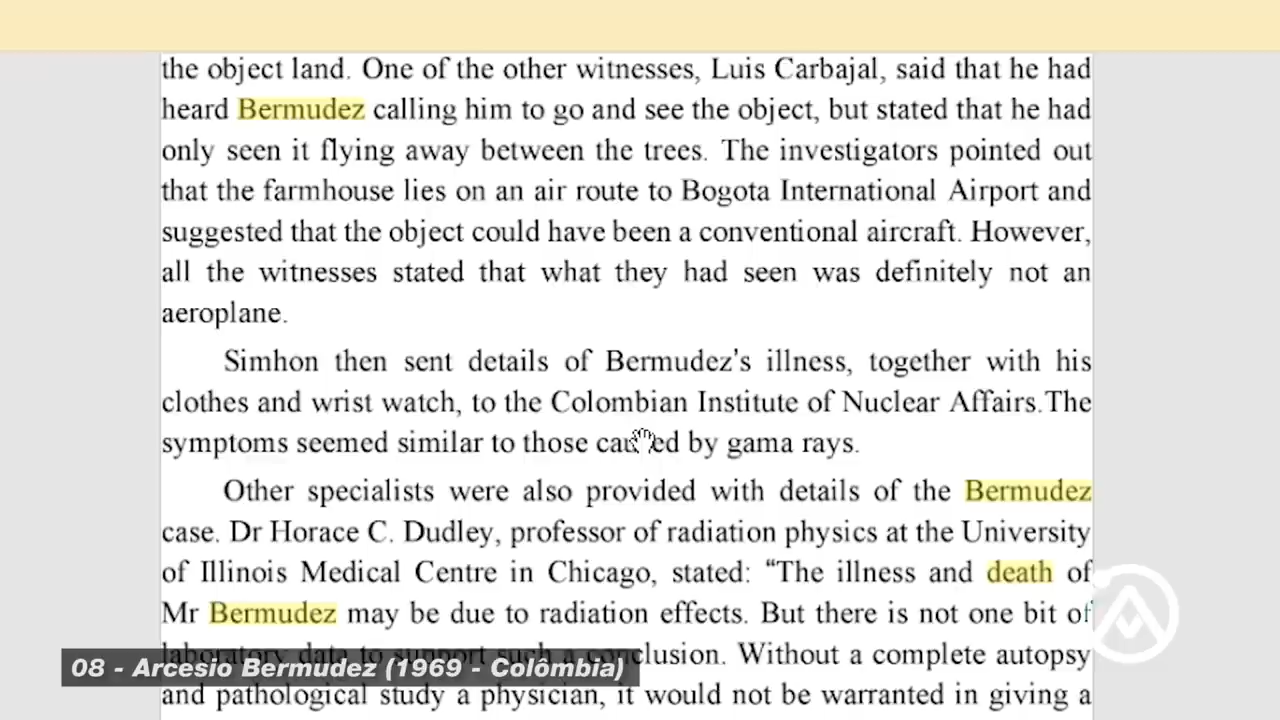 the object land. One of the other witnesses, Luis Carbajal, said that he had
heard Bermudez calling him to go and see the object, but stated that he had
only seen it flying away between the trees. The investigators pointed out
that the farmhouse lies on an air route to Bogota International Airport and
suggested that the object could have been a conventional aircraft. However,
all the witnesses stated that what they had seen was definitely not an
aeroplane.
Simhon then sent details of Bermudez's illness, together with his
clothes and wrist watch, to the Colombian Institute of Nuclear Affairs.The
symptoms seemed similar to those caused by gama rays.
Other specialists were also provided with details of the Bermudez
case. Dr Horace C. Dudley, professor of radiation physics at the University
of Illinois Medical Centre in Chicago, stated: “The illness and death of
Mr Bermudez may be due to radiation effects. But there is not one bit of
laboratory data to support such a conclusion. Without a complete autopsy
and pathological study a physician, it would not be warranted in giving a
08 - Arcesio Bermudez (1969 - Colômbia)